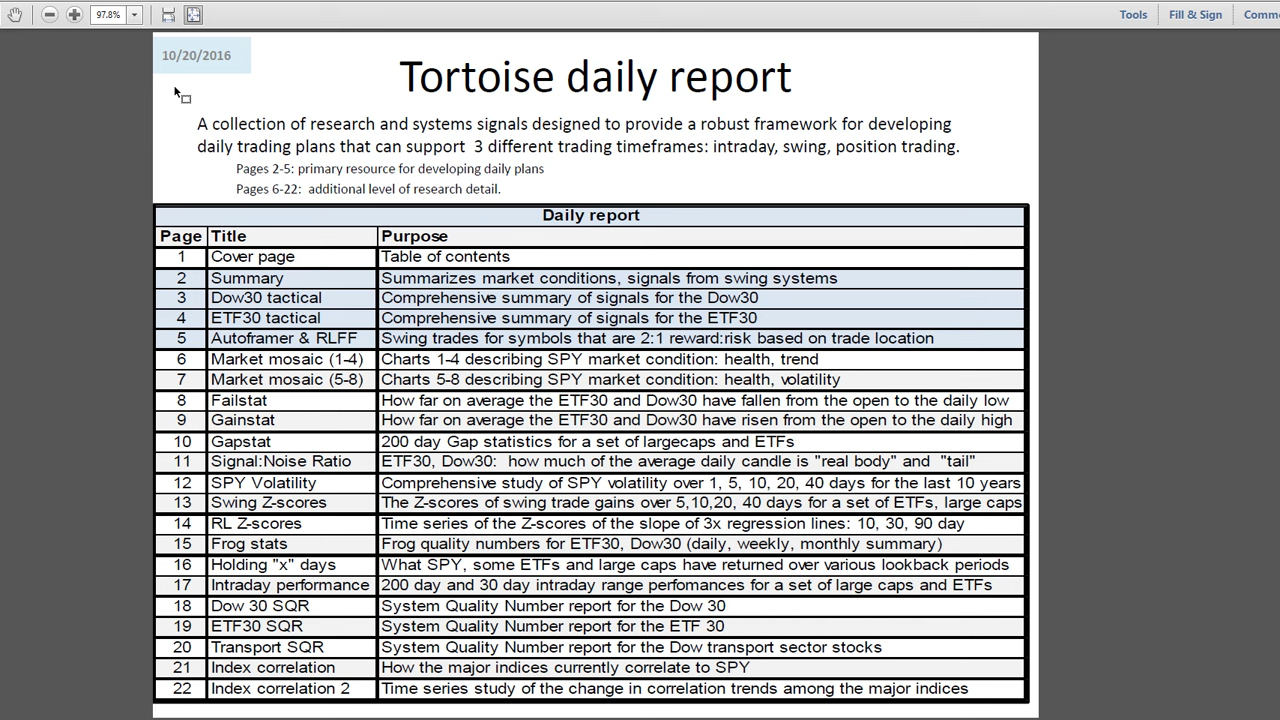 97.8%
Tools
Fill & Sign
Comme
10/20/2016
Tortoise daily report
A collection of research and systems signals designed to provide a robust framework for developing
daily trading plans that can support 3 different trading timeframes: intraday, swing, position trading.
Pages 2-5: primary resource for developing daily plans
Pages 6-22: additional level of research detail.
Daily report
Page Title Purpose
1 Cover page Table of contents
2 Summary Summarizes market conditions, signals from swing systems
3 Dow30 tactical Comprehensive summary of signals for the Dow30
4 ETF30 tactical Comprehensive summary of signals for the ETF30
5 Autoframer & RLFF Swing trades for symbols that are 2:1 reward:risk based on trade location
6 Market mosaic (1-4) Charts 1-4 describing SPY market condition: health, trend
7 Market mosaic (5-8) Charts 5-8 describing SPY market condition: health, volatility
8 Failstat How far on average the ETF30 and Dow30 have fallen from the open to the daily low
9 Gainstat How far on average the ETF30 and Dow30 have risen from the open to the daily high
10 Gapstat 200 day Gap statistics for a set of largecaps and ETFs
11 Signal:Noise Ratio ETF30, Dow30: how much of the average daily candle is "real body" and "tail"
12 SPY Volatility Comprehensive study of SPY volatility over 1, 5, 10, 20, 40 days for the last 10 years
13 Swing Z-scores The Z-scores of swing trade gains over 5,10,20, 40 days for a set of ETFs, large caps
14 RL Z-scores Time series of the Z-scores of the slope of 3x regression lines: 10, 30, 90 day
15 Frog stats Frog quality numbers for ETF30, Dow30 (daily, weekly, monthly summary)
16 Holding "x" days What SPY, some ETFs and large caps have returned over various lookback periods
17 Intraday performance 200 day and 30 day intraday range perfomances for a set of large caps and ETFs
18 Dow 30 SQR System Quality Number report for the Dow 30
19 ETF30 SQR System Quality Number report for the ETF 30
20 Transport SQR System Quality Number report for the Dow transport sector stocks
21 Index correlation How the major indices currently correlate to SPY
22 Index correlation 2 Time series study of the change in correlation trends among the major indices